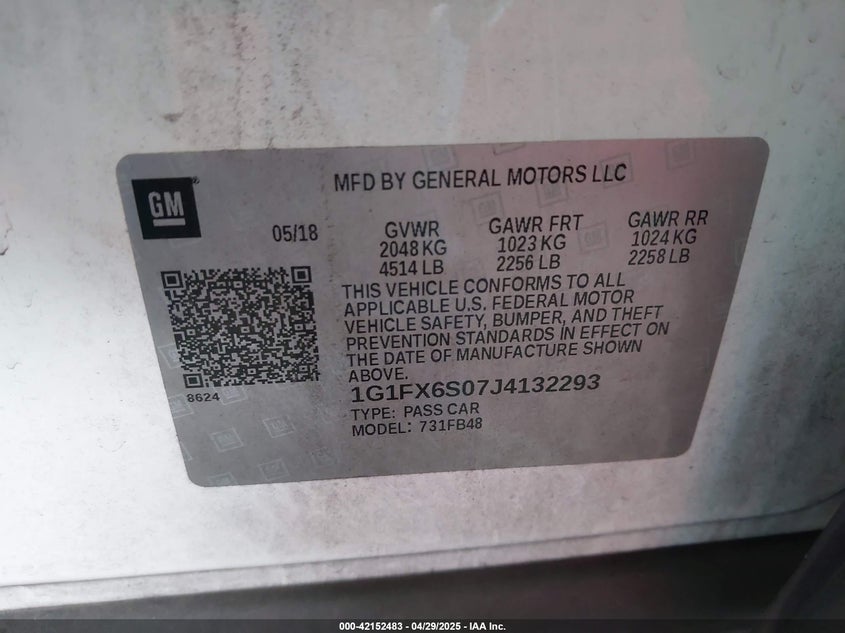 GM
MFD BY GENERAL MOTORS LLC
05/18
GVWR
2048 KG
4514 LB
GAWR FRT
1023 KG
2256 LB
GAWR RR
1024 KG
2258 LB
THIS VEHICLE CONFORMS TO ALL
APPLICABLE U.S. FEDERAL MOTOR
VEHICLE SAFETY, BUMPER, AND THEFT
PREVENTION STANDARDS IN EFFECT ON
THE DATE OF MANUFACTURE SHOWN
ABOVE.
8624
1G1FX6S07J4132293
TYPE: PASS CAR
MODEL: 731FB48
000-42152483 - 04/29/2025 - IAA Inc.